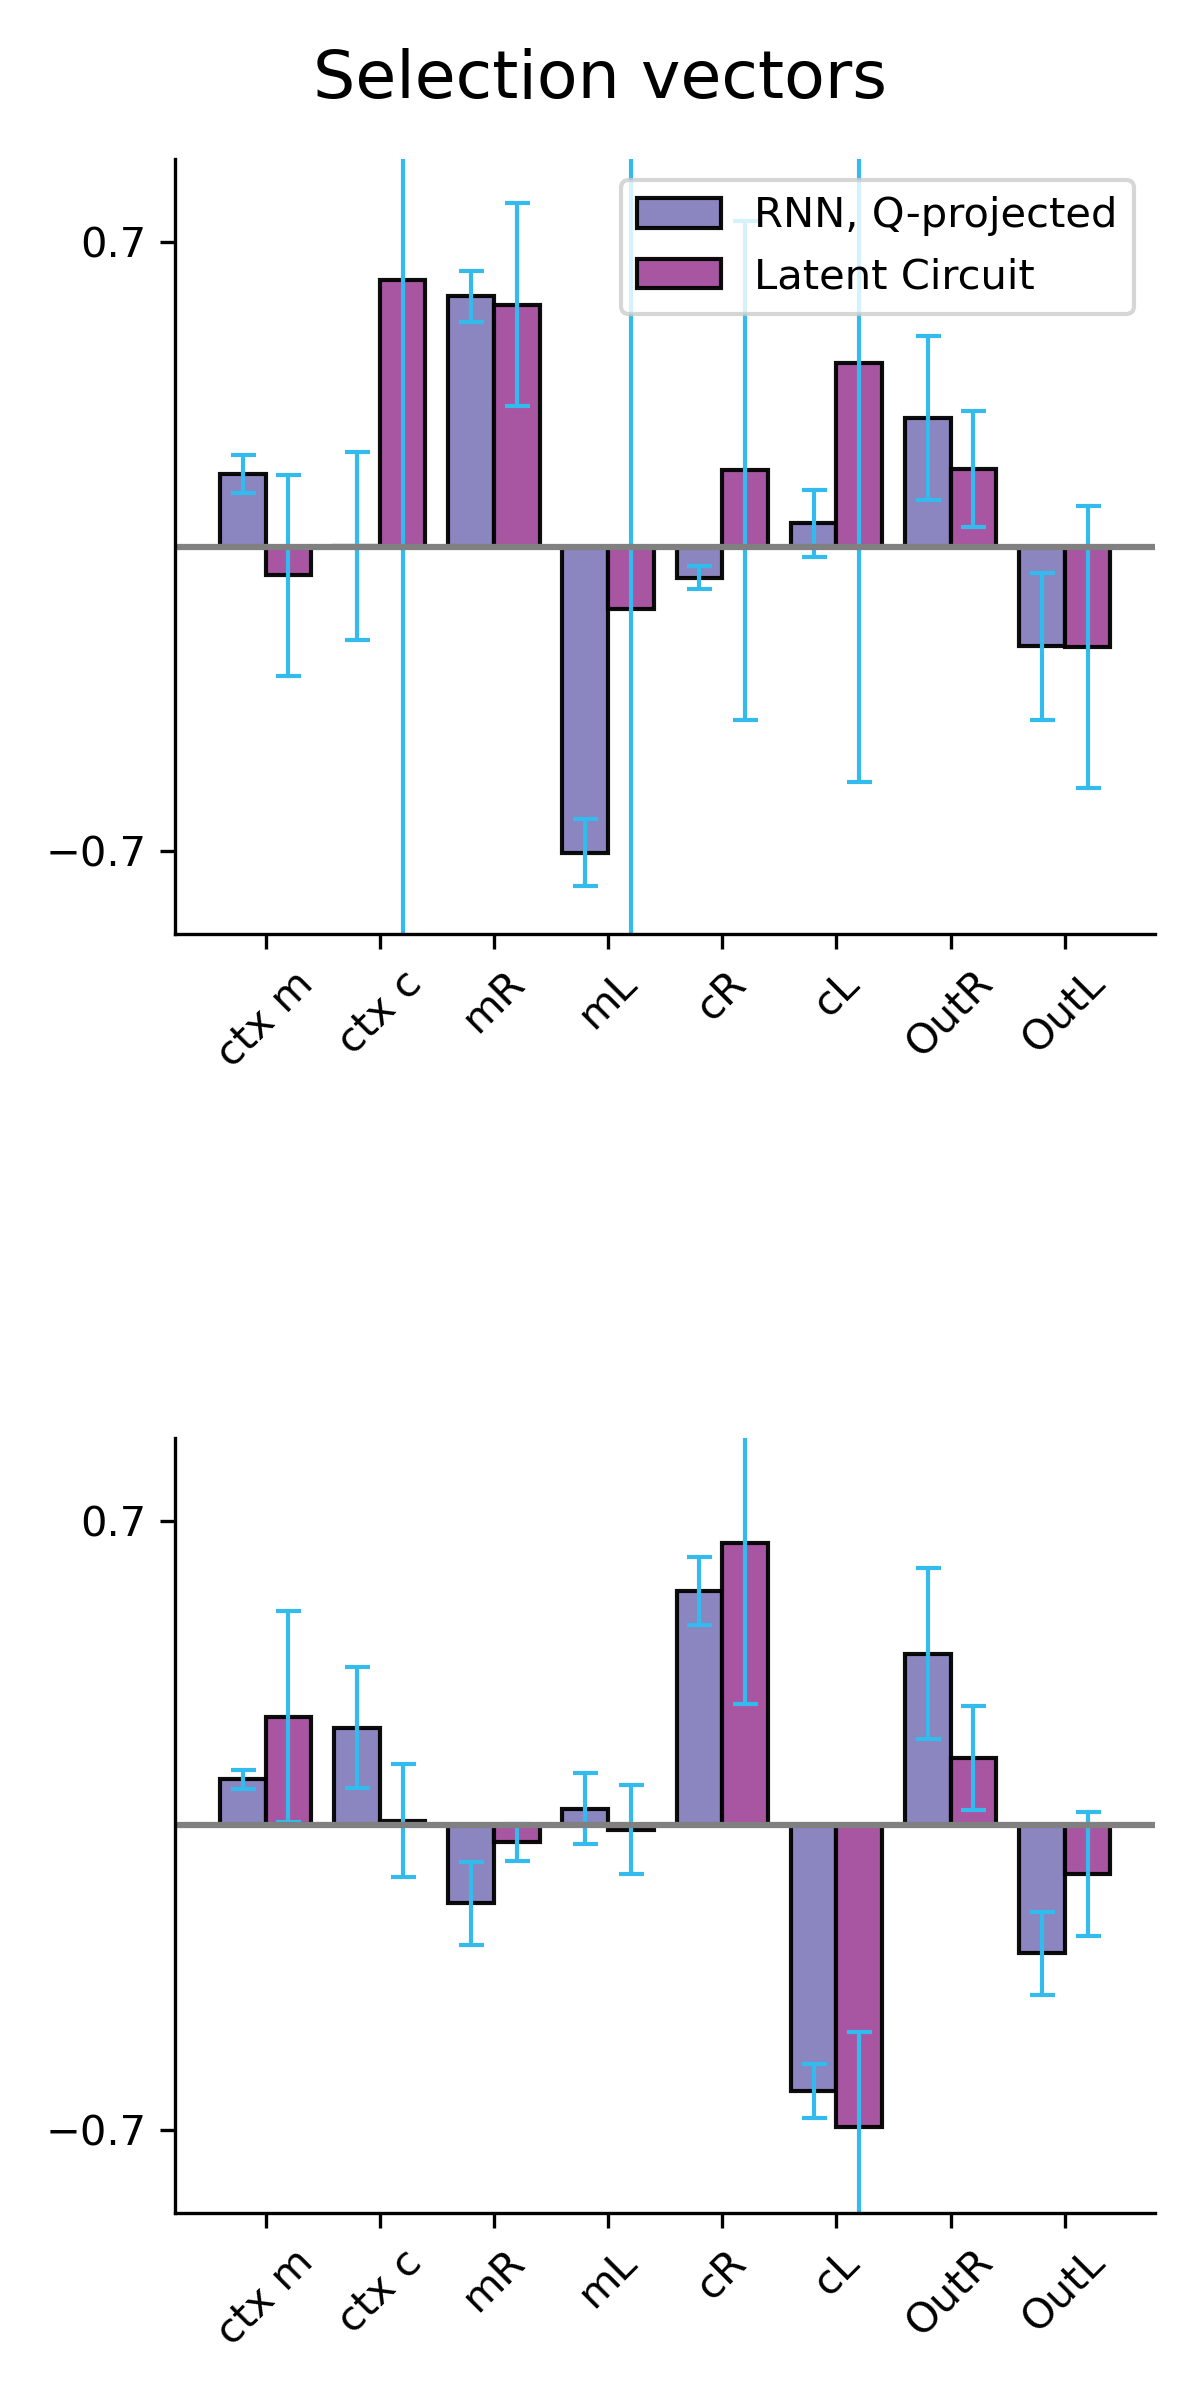 Selection vectors
RNN, Q-projected
Latent Circuit
0.7
−0.7
ctx m
ctx c
mR
mL
cR
cL
OutR
OutL
0.7
−0.7
ctx m
ctx c
mR
mL
cR
cL
OutR
OutL